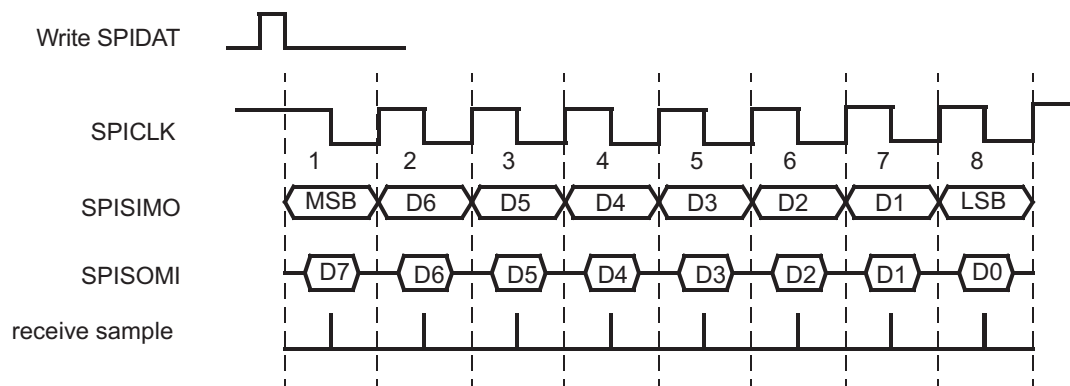 Write SPIDAT
SPICLK
1 2 3 4 5 6 7 8
SPISIMO
MSB D6 D5 D4 D3 D2 D1 LSB
SPISOMI
D7 D6 D5 D4 D3 D2 D1 D0
receive sample